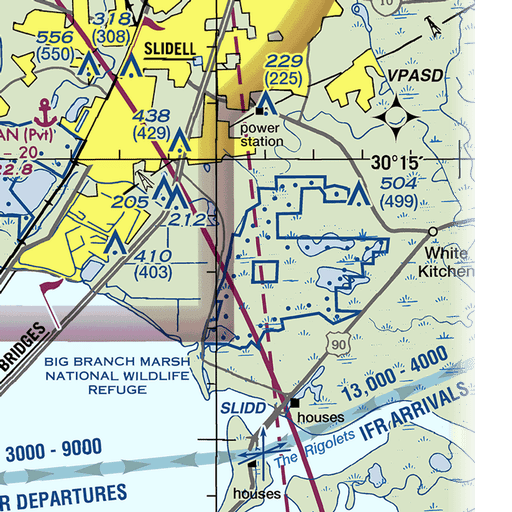 10
318
(308)
556
(550)
SLIDELL
229
(225)
VPASD
438
(429)
power
station
AN (Pvt)
– 20
22.8
30°15'
205
212
504
(499)
410
(403)
White
Kitchen
BRIDGES
90
BIG BRANCH MARSH
NATIONAL WILDLIFE
REFUGE
13,000 - 4000
IFR ARRIVALS
SLIDD
houses
The Rigolets
3000 - 9000
R DEPARTURES
houses